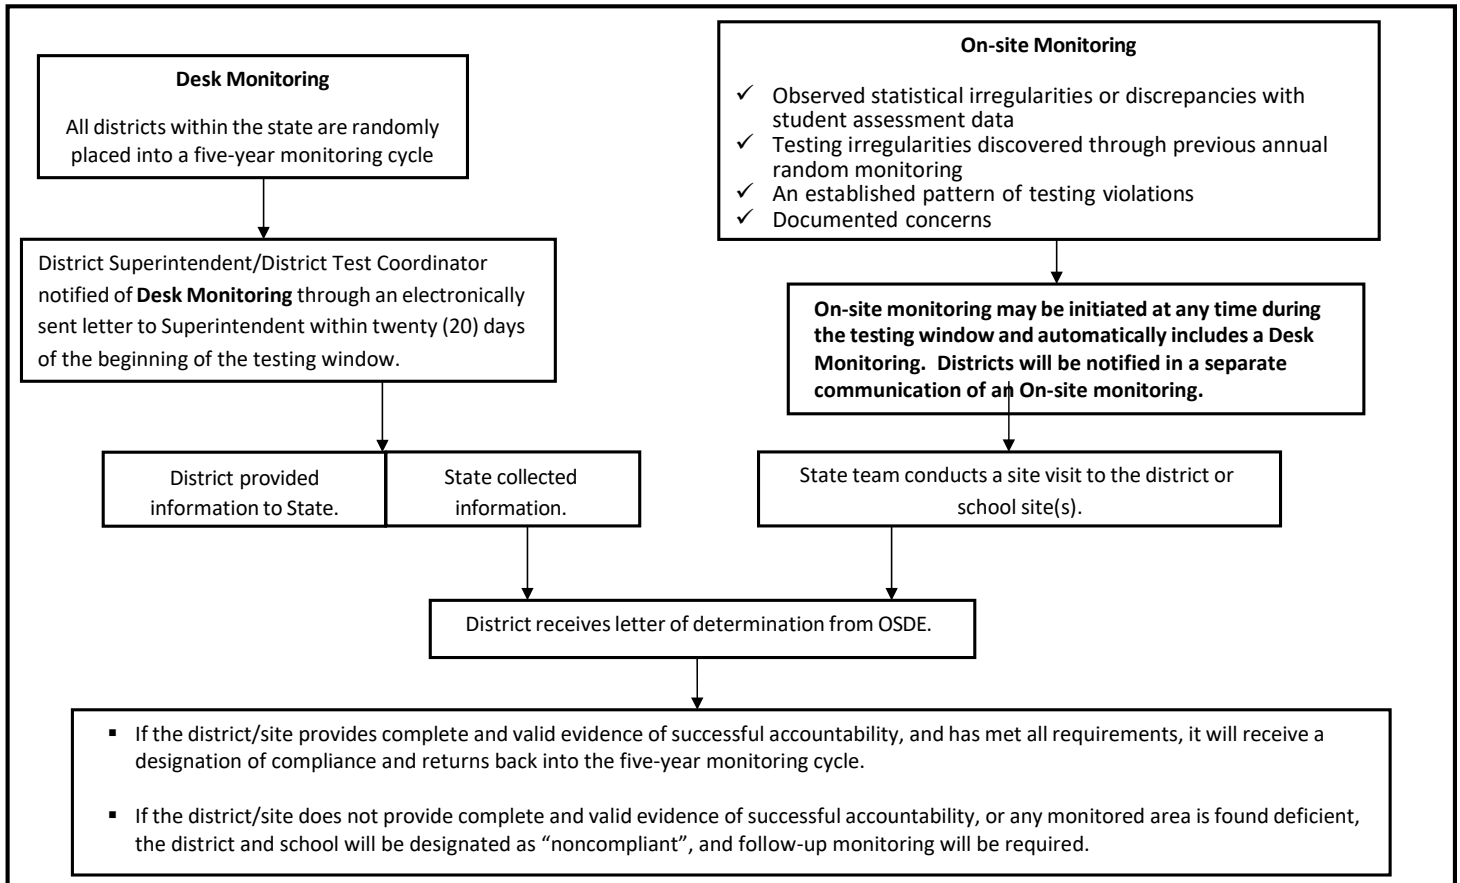 Desk Monitoring
All districts within the state are randomly
placed into a five-year monitoring cycle
On-site Monitoring
✓ Observed statistical irregularities or discrepancies with
student assessment data
✓ Testing irregularities discovered through previous annual
random monitoring
✓ An established pattern of testing violations
✓ Documented concerns
District Superintendent/District Test Coordinator
notified of Desk Monitoring through an electronically
sent letter to Superintendent within twenty (20) days
of the beginning of the testing window.
On-site monitoring may be initiated at any time during
the testing window and automatically includes a Desk
Monitoring. Districts will be notified in a separate
communication of an On-site monitoring.
District provided
information to State.
State collected
information.
State team conducts a site visit to the district or
school site(s).
District receives letter of determination from OSDE.
▪ If the district/site provides complete and valid evidence of successful accountability, and has met all requirements, it will receive a
designation of compliance and returns back into the five-year monitoring cycle.
▪ If the district/site does not provide complete and valid evidence of successful accountability, or any monitored area is found deficient,
the district and school will be designated as “noncompliant”, and follow-up monitoring will be required.